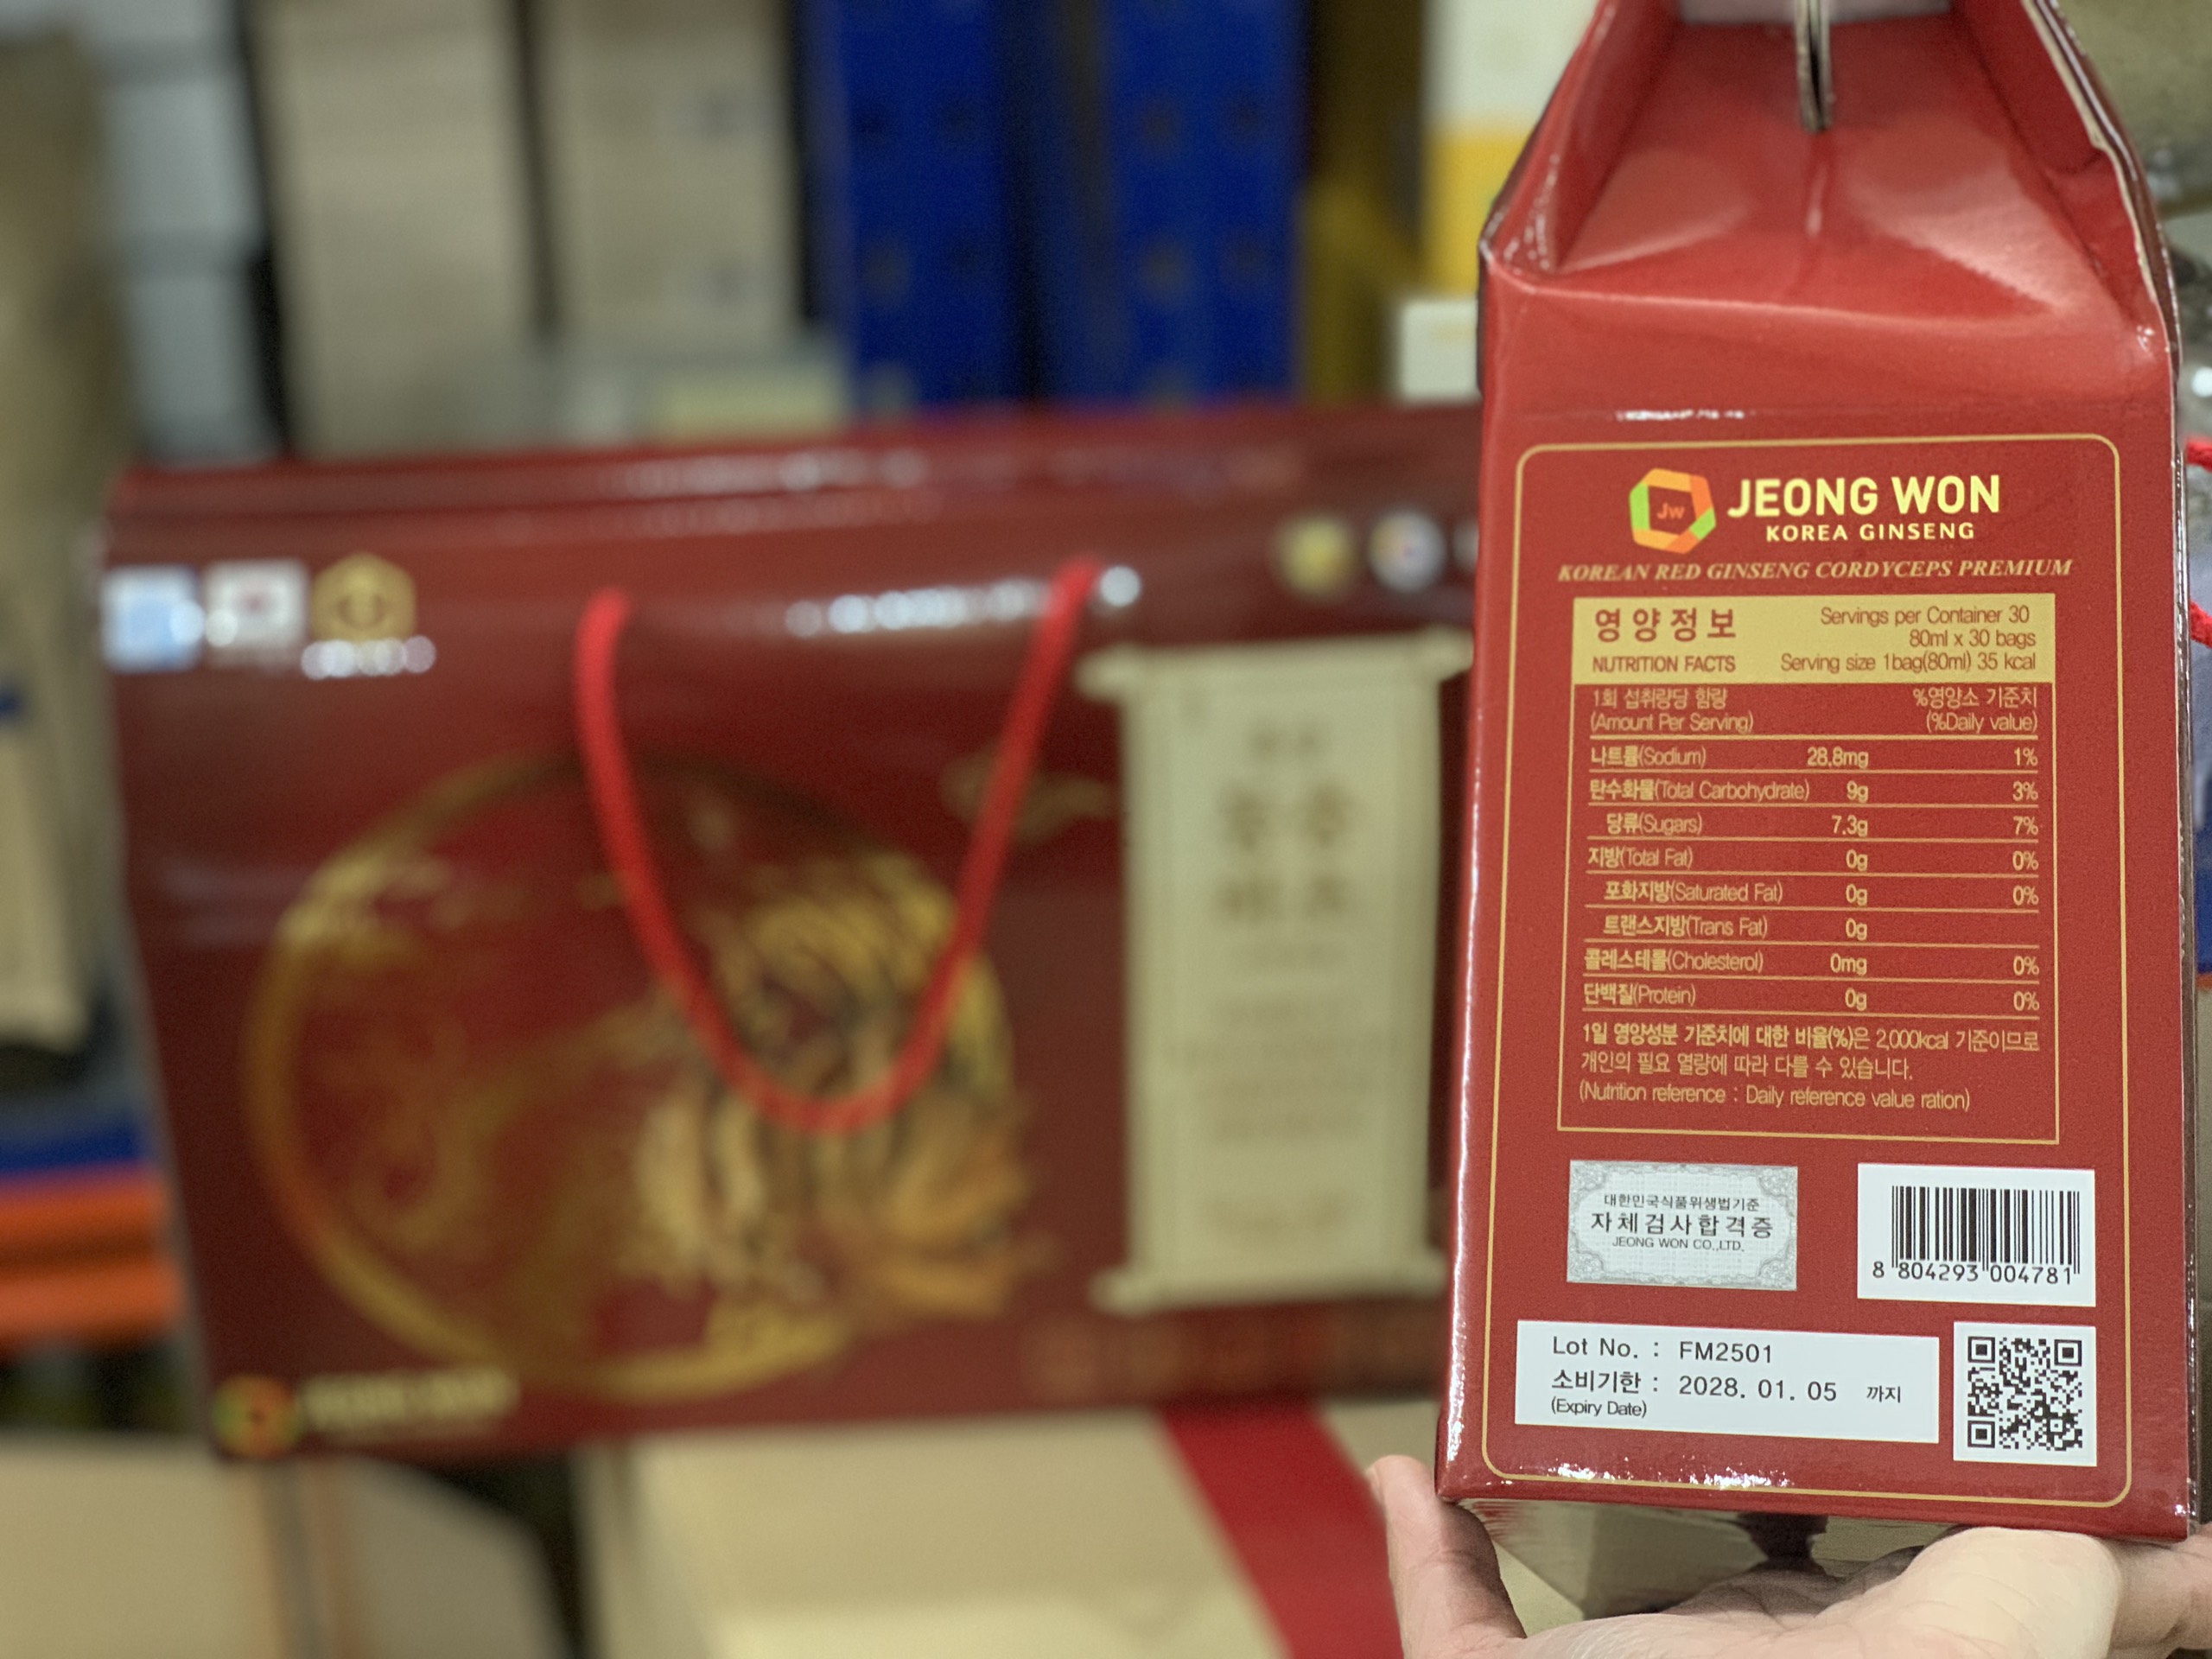 Jw
JEONG WON
KOREA GINSENG
KOREAN RED GINSENG CORDYCEPS PREMIUM
영양정보
NUTRITION FACTS
Servings per Container 30
80ml x 30 bags
Serving size 1bag(80ml) 35 kcal
1회 섭취량당 함량 %영양소 기준치
(Amount Per Serving) (%Daily value)
나트륨(Sodium) 28.8mg 1%
탄수화물(Total Carbohydrate) 9g 3%
당류(Sugars) 7.3g 7%
지방(Total Fat) 0g 0%
포화지방(Saturated Fat) 0g 0%
트랜스지방(Trans Fat) 0g
콜레스테롤(Cholesterol) 0mg 0%
단백질(Protein) 0g 0%
1일 영양성분 기준치에 대한 비율(%)은 2,000kcal 기준이므로
개인의 필요 열량에 따라 다를 수 있습니다.
(Nutrition reference : Daily reference value ration)
대한민국식품위생법기준
자체검사합격증
JEONG WON CO.,LTD.
8 804293 004781
Lot No. : FM2501
소비기한 : 2028. 01. 05 까지
(Expiry Date)